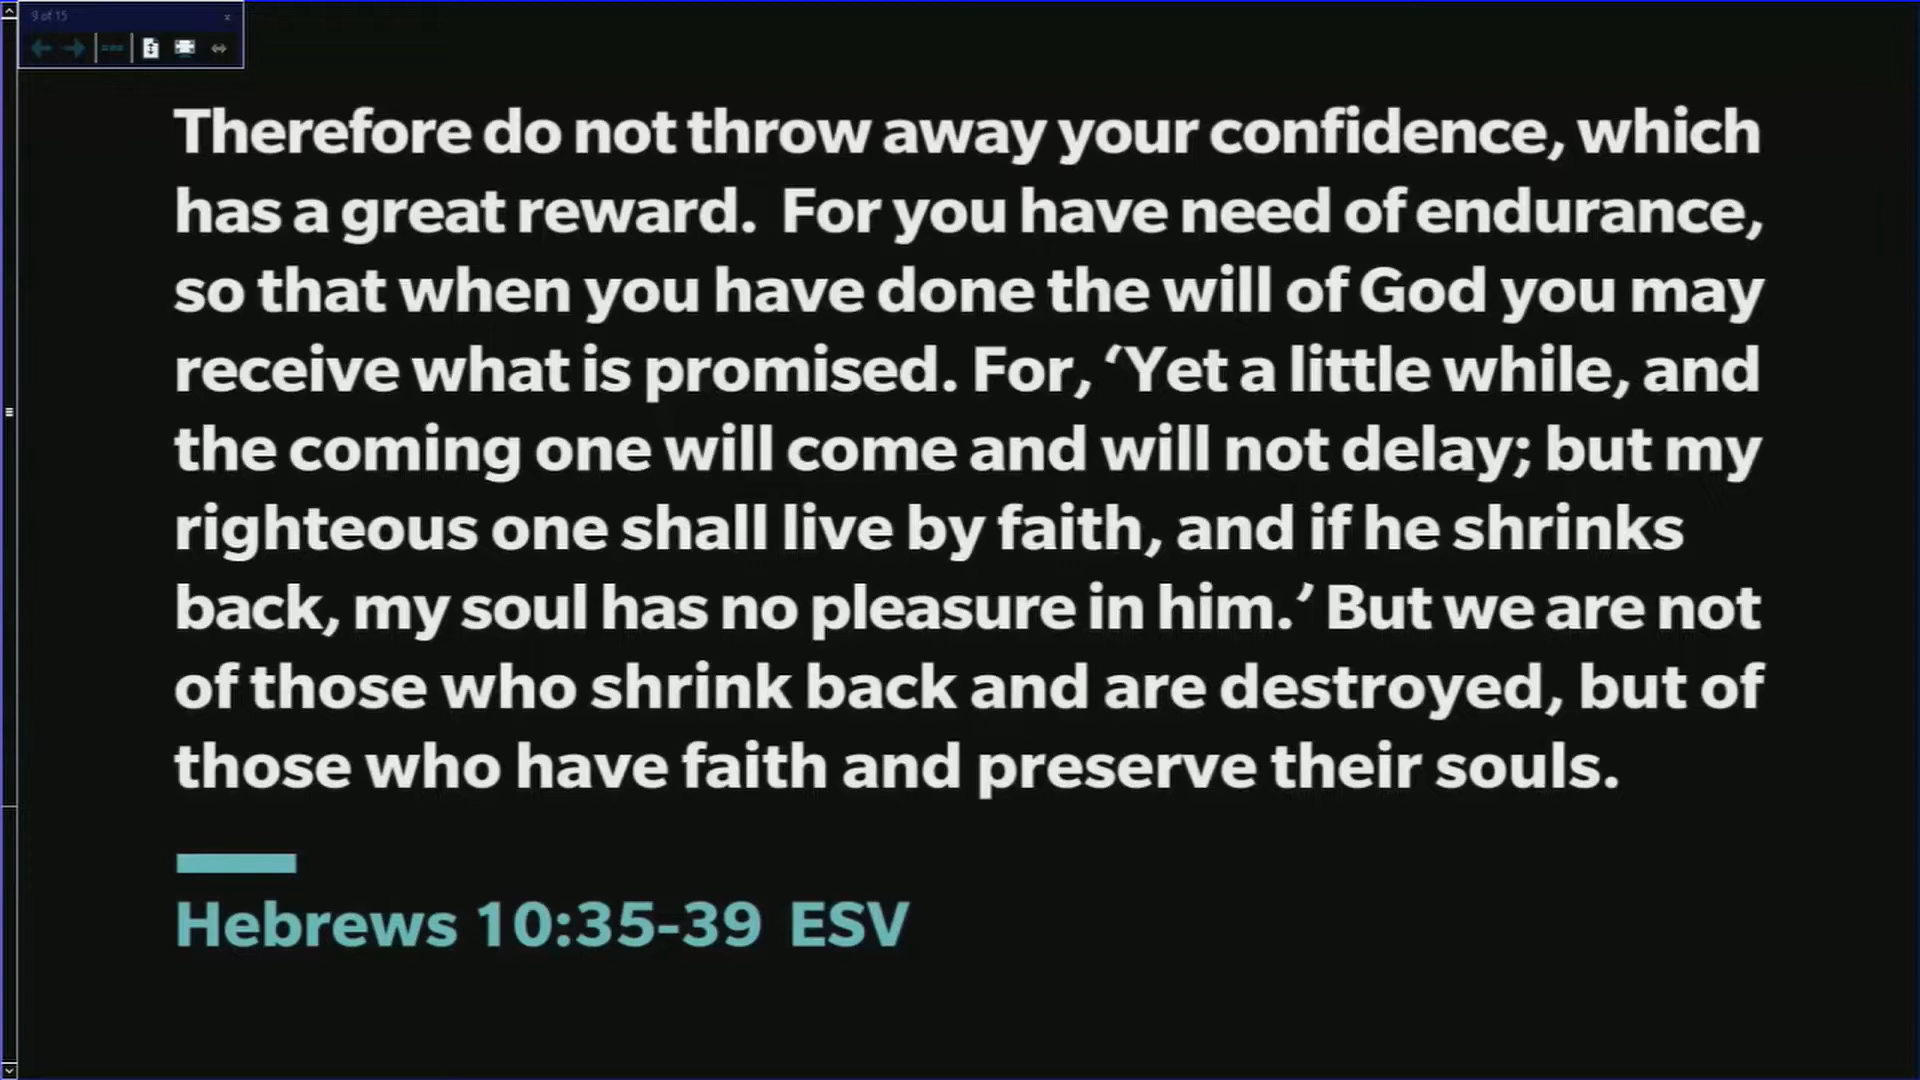 9 of 15
Therefore do not throw away your confidence, which
has a great reward.  For you have need of endurance,
so that when you have done the will of God you may
receive what is promised. For, ‘Yet a little while, and
the coming one will come and will not delay; but my
righteous one shall live by faith, and if he shrinks
back, my soul has no pleasure in him.’ But we are not
of those who shrink back and are destroyed, but of
those who have faith and preserve their souls.
Hebrews 10:35-39  ESV